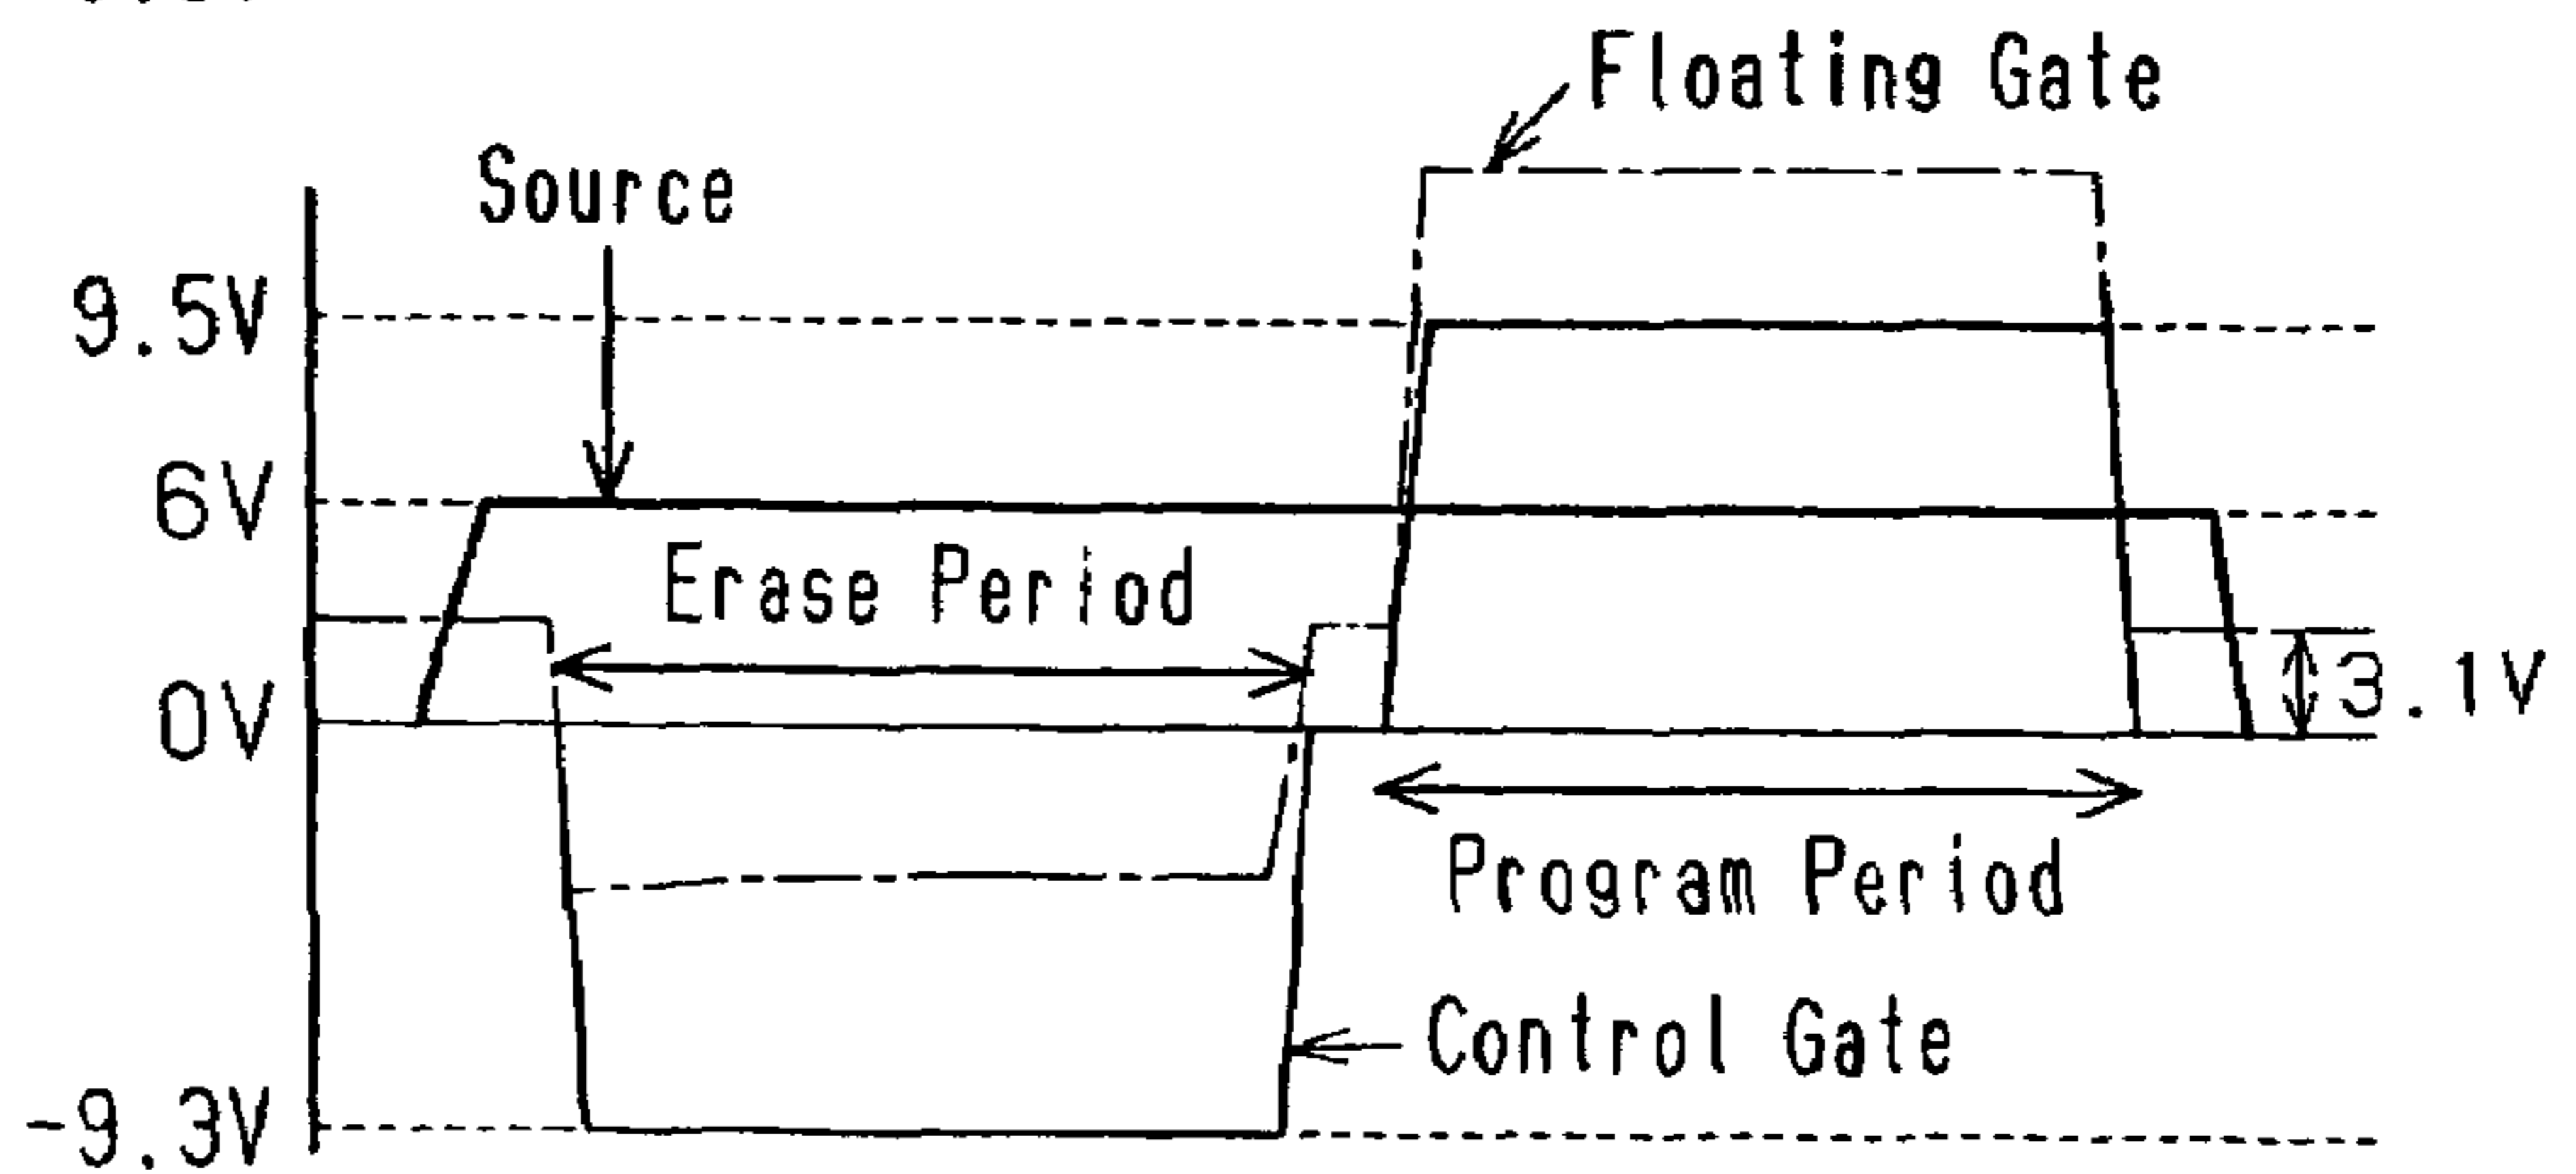 Floating Gate
Source
9.5V
6V
Erase Period
0V
3.1V
Program Period
Control Gate
-9.3V